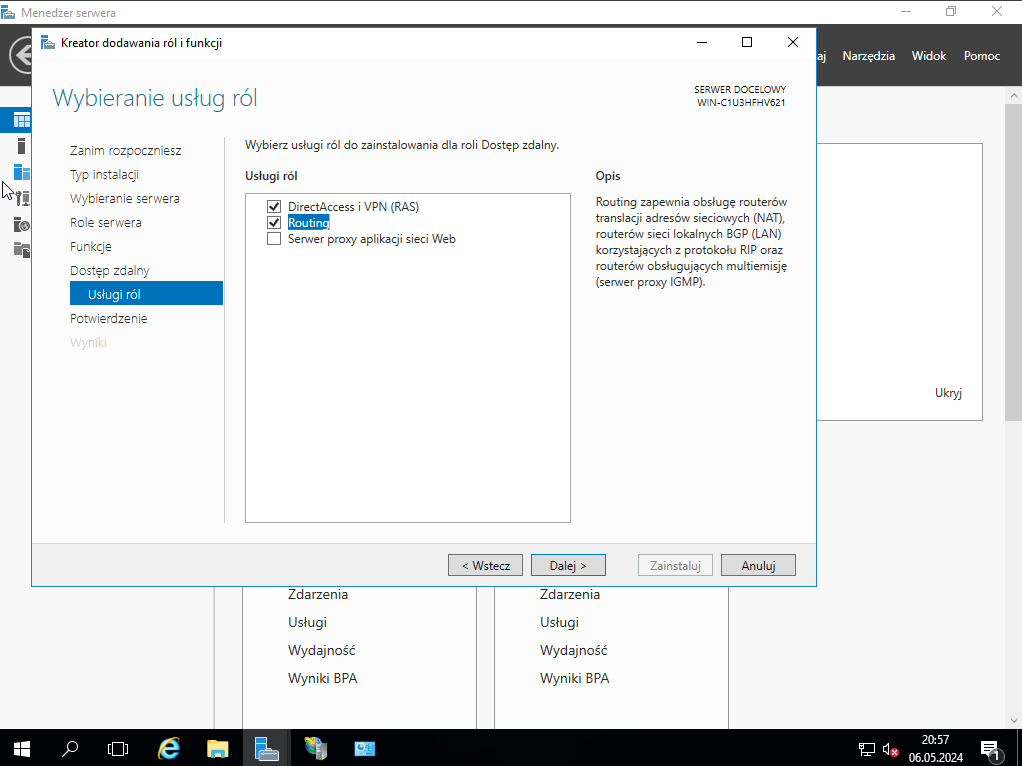 Menedżer serwera
Kreator dodawania ról i funkcji
Narzędzia
Widok
Pomoc
Wybieranie usług ról
SERWER DOCELOWY
WIN-C1U3HFHV621
Zanim rozpoczniesz
Typ instalacji
Wybieranie serwera
Role serwera
Funkcje
Dostęp zdalny
Usługi ról
Potwierdzenie
Wyniki
Wybierz usługi ról do zainstalowania dla roli Dostęp zdalny.
Usługi ról
DirectAccess i VPN (RAS)
Routing
Serwer proxy aplikacji sieci Web
Opis
Routing zapewnia obsługę routerów
translacji adresów sieciowych (NAT),
routerów sieci lokalnych BGP (LAN)
korzystających z protokołu RIP oraz
routerów obsługujących multiemisję
(serwer proxy IGMP).
Ukryj
< Wstecz
Dalej >
Zainstaluj
Anuluj
Zdarzenia
Usługi
Wydajność
Wyniki BPA
Zdarzenia
Usługi
Wydajność
Wyniki BPA
20:57
06.05.2024
1